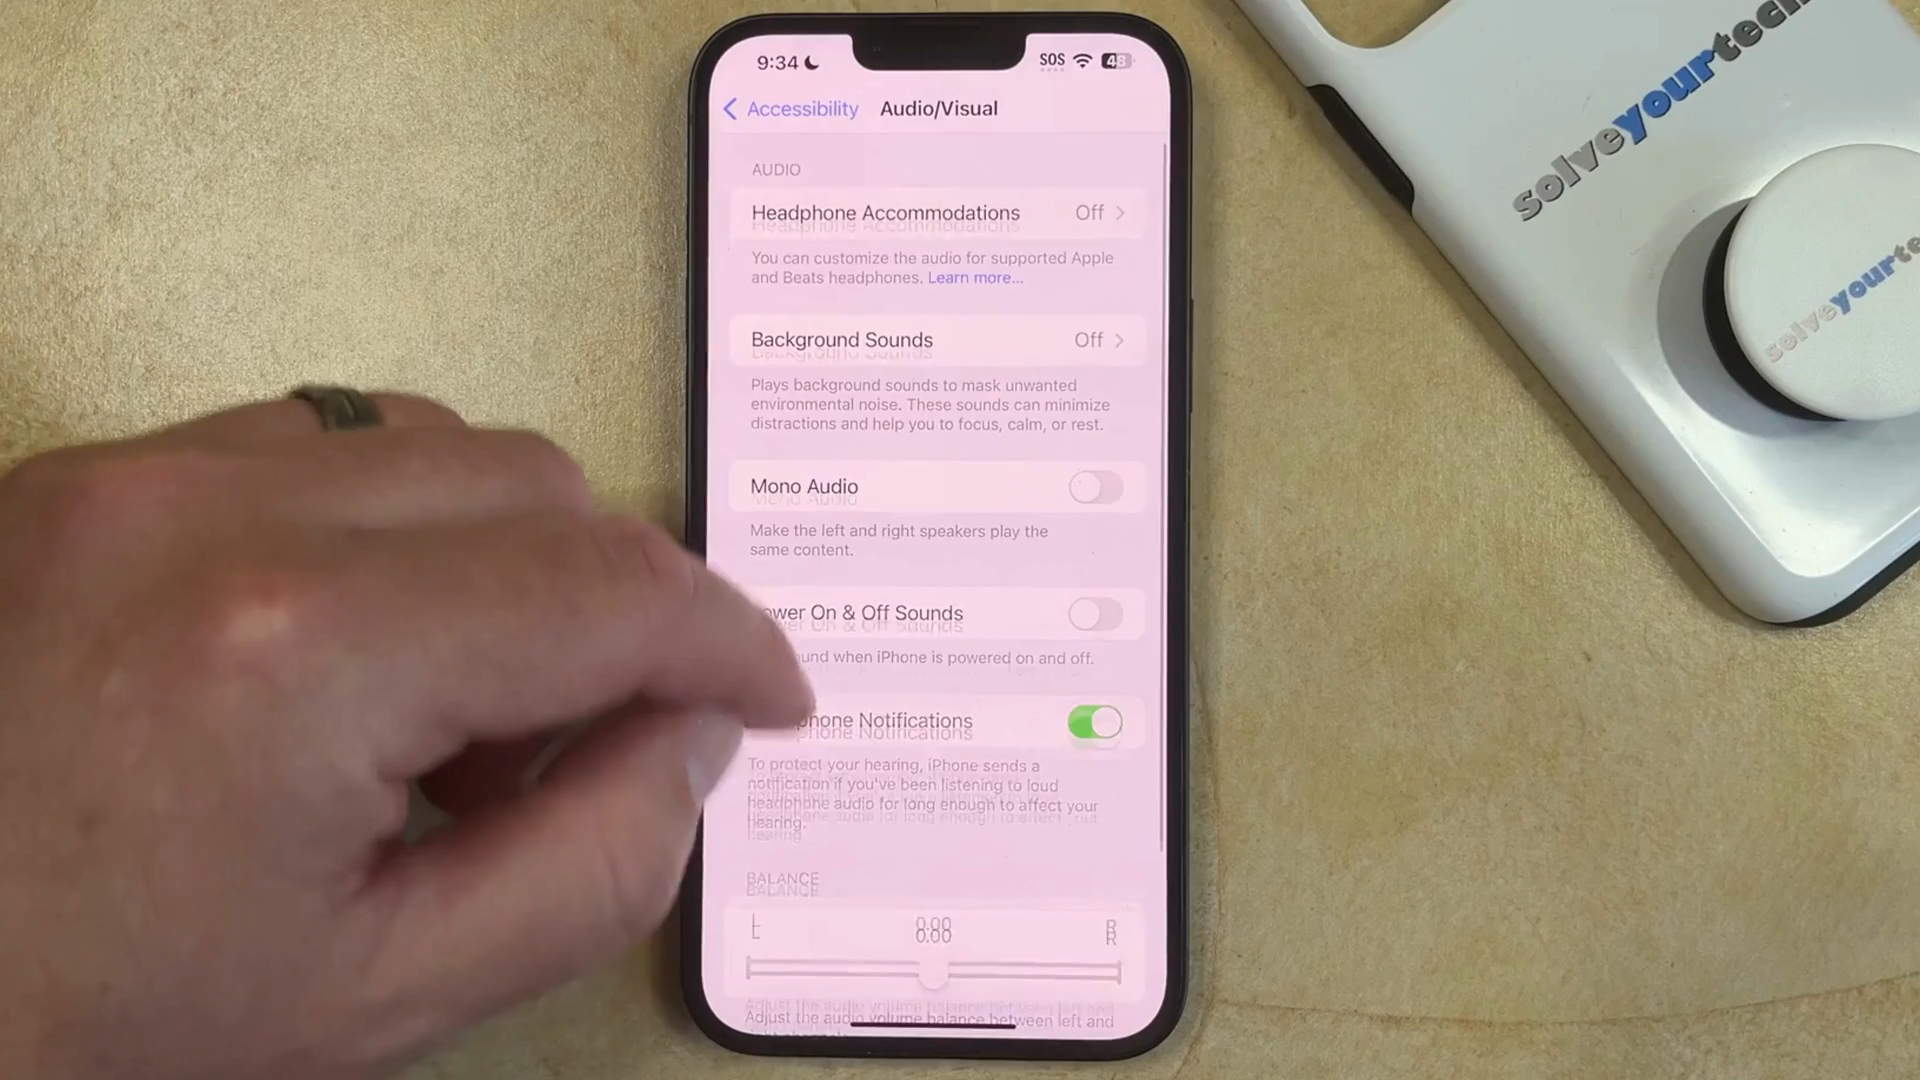 9:34
SOS
48
Accessibility
Audio/Visual
AUDIO
Headphone Accommodations
Off
You can customize the audio for supported Apple
and Beats headphones. Learn more...
Background Sounds
Off
Plays background sounds to mask unwanted
environmental noise. These sounds can minimize
distractions and help you to focus, calm, or rest.
Mono Audio
Make the left and right speakers play the
same content.
ower On & Off Sounds
und when iPhone is powered on and off.
phone Notifications
To protect your hearing, iPhone sends a
notification if you've been listening to loud
headphone audio for long enough to affect your
hearing.
BALANCE
L
0.00
R
Adjust the audio volume balance between left and
solveyourtech
solveyourte